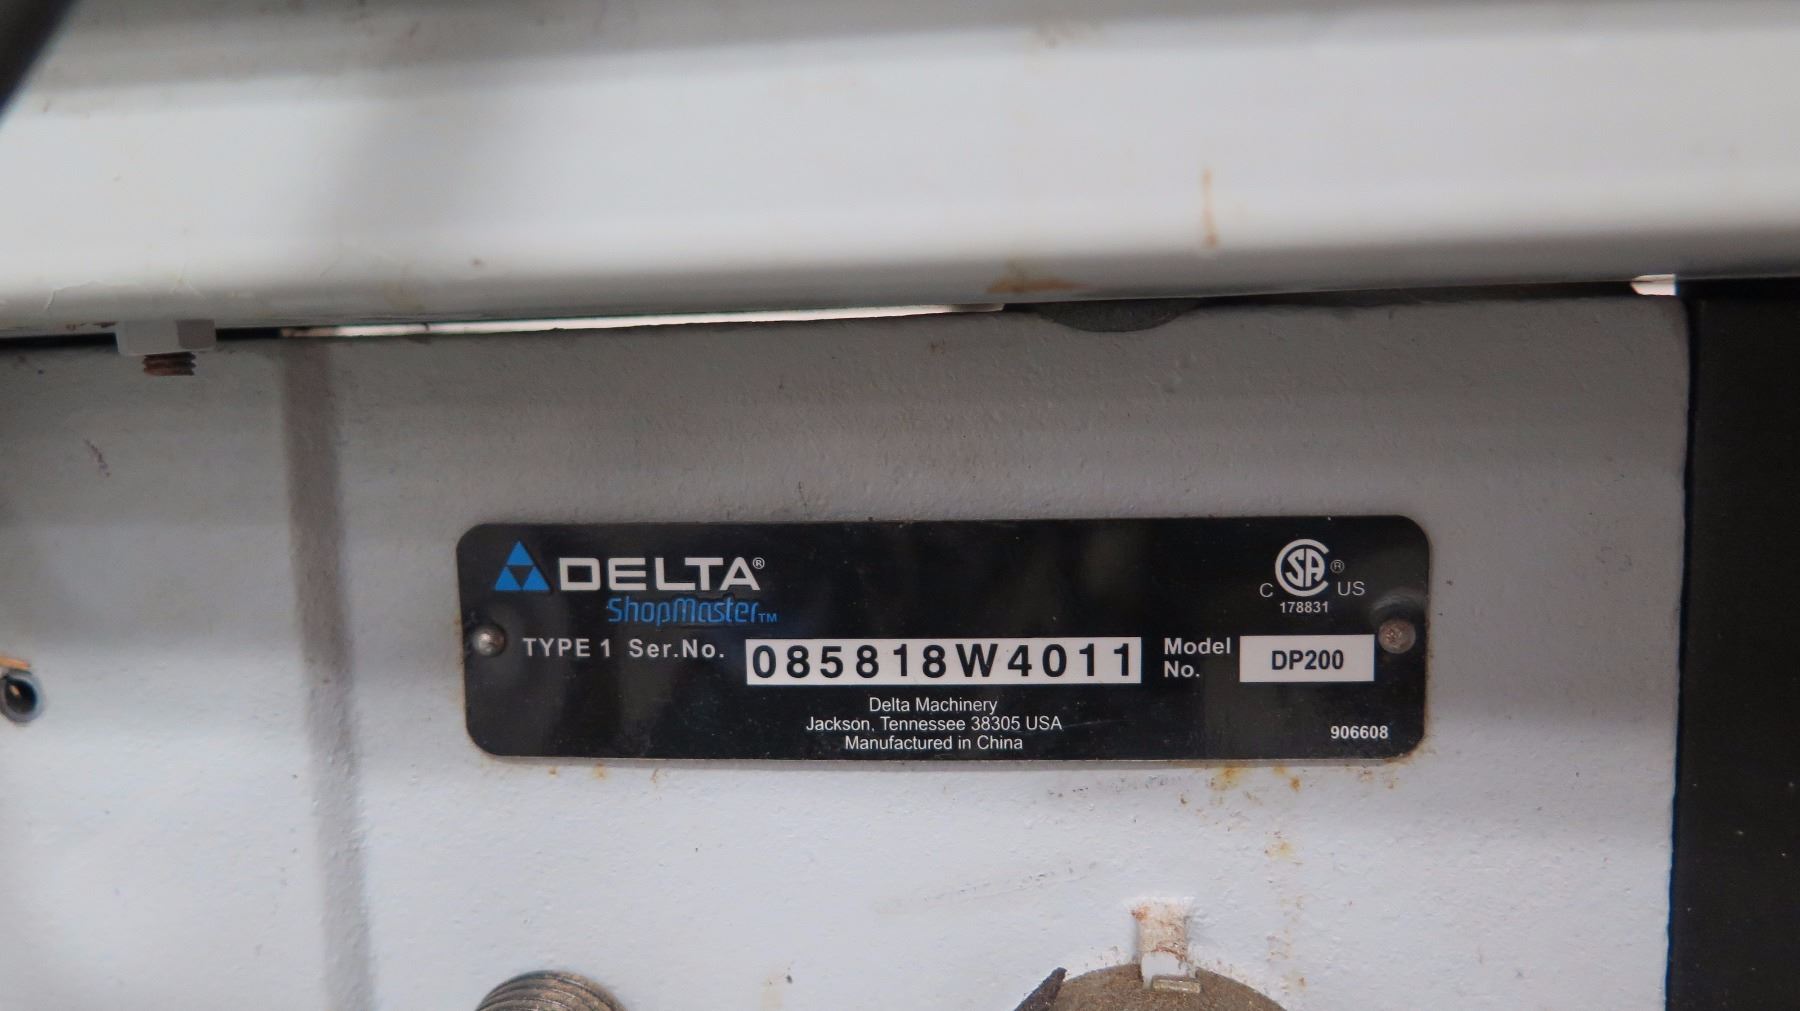 DELTA®
ShopMaster™
C SA® US
178831
TYPE 1 Ser.No. 085818W4011
Model No. DP200
Delta Machinery
Jackson, Tennessee 38305 USA
Manufactured in China
906608